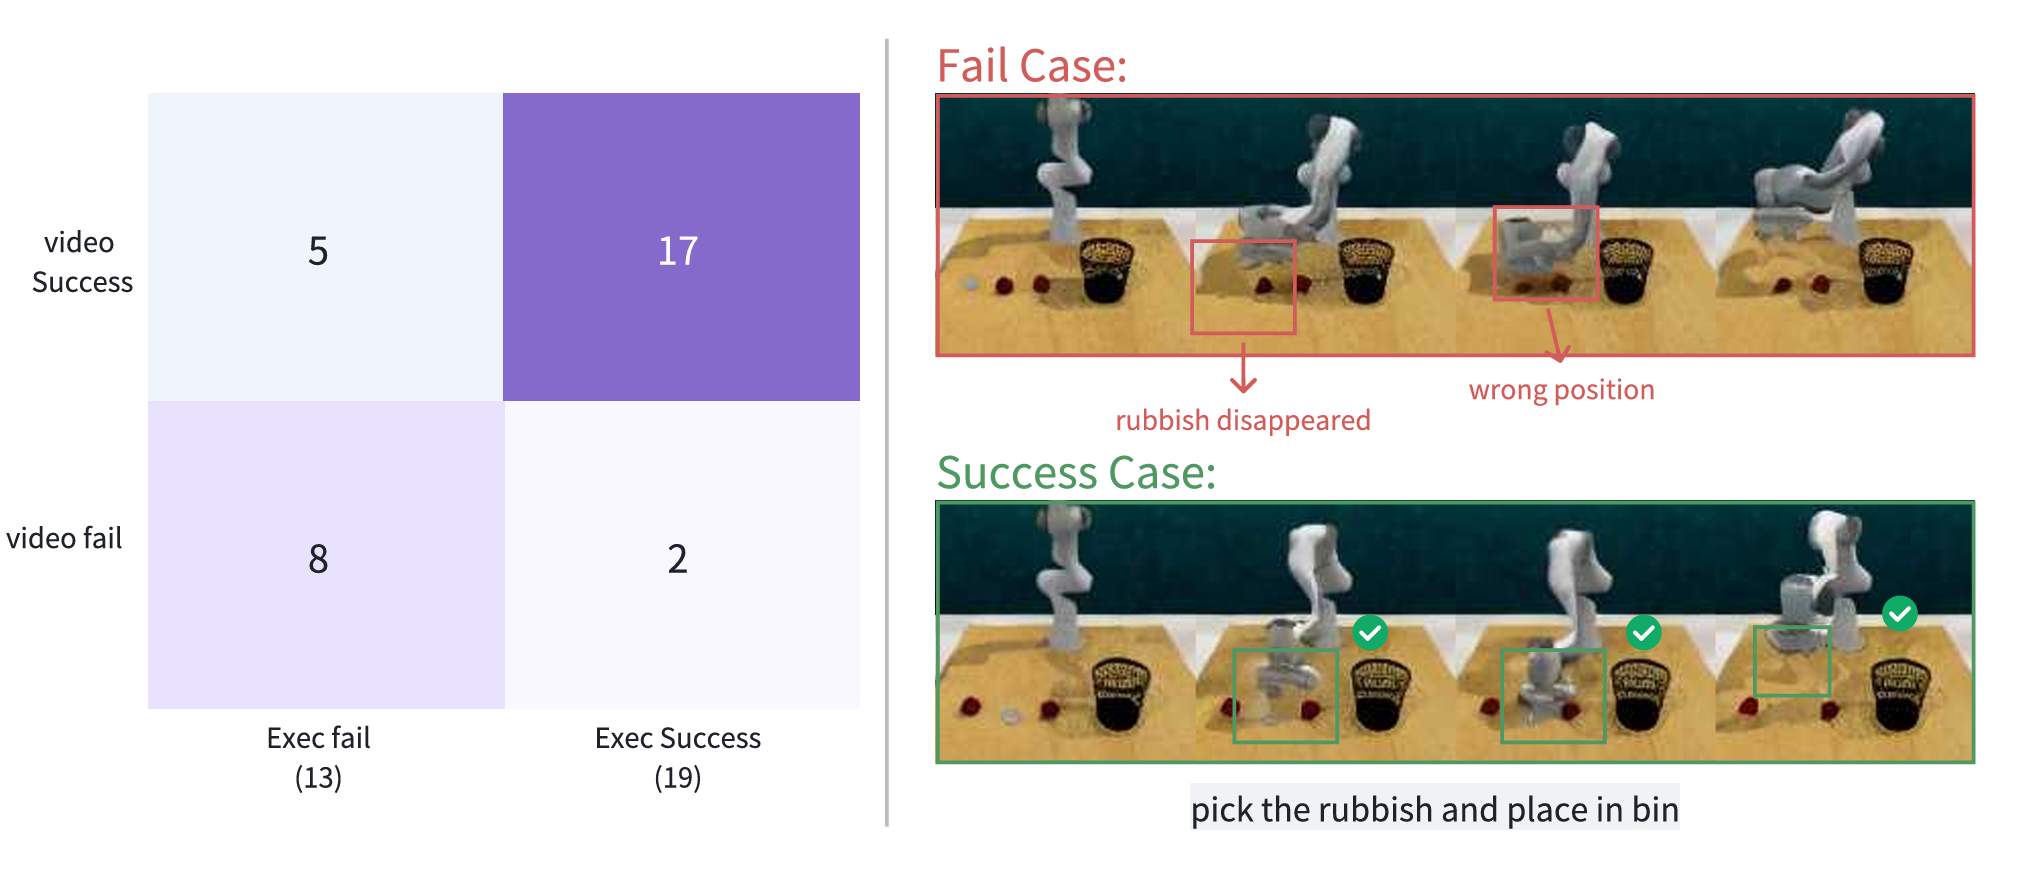 video
Success
5
17
video fail
8
2
Exec fail
(13)
Exec Success
(19)
Fail Case:
rubbish disappeared
wrong position
Success Case:
pick the rubbish and place in bin